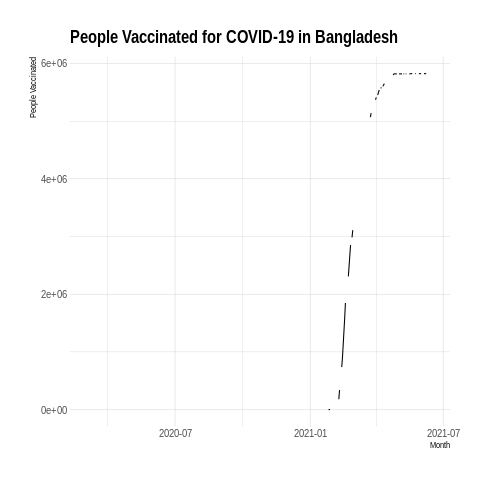 People Vaccinated for COVID-19 in Bangladesh
People Vaccinated
6e+06
4e+06
2e+06
0e+00
2020-07 2021-01 2021-07
Month